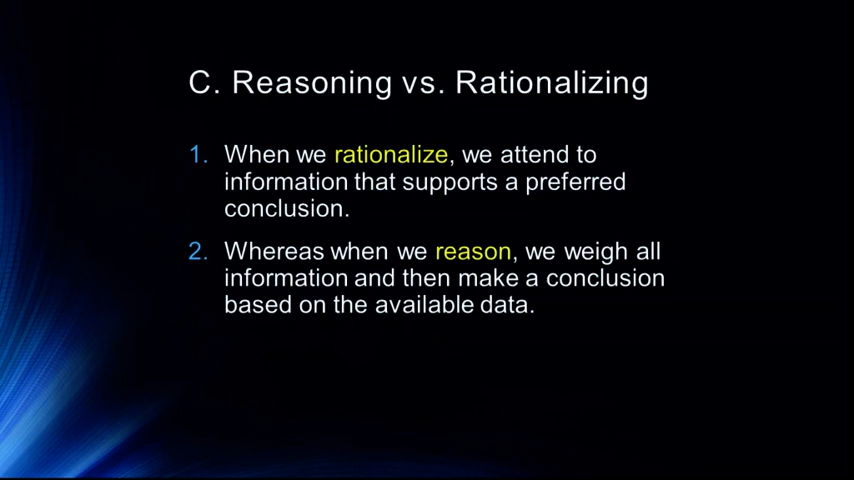 C. Reasoning vs. Rationalizing
1. When we rationalize, we attend to
information that supports a preferred
conclusion.
2. Whereas when we reason, we weigh all
information and then make a conclusion
based on the available data.